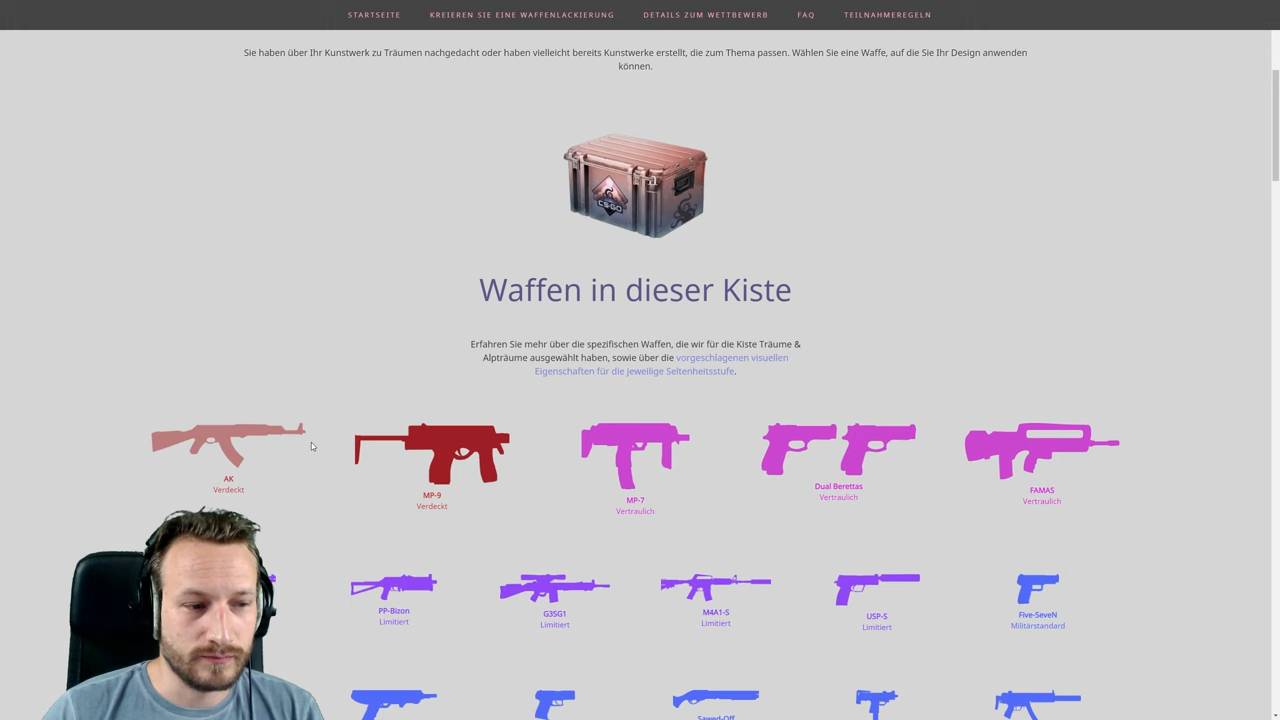 STARTSEITE
KREIEREN SIE EINE WAFFENLACKIERUNG
DETAILS ZUM WETTBEWERB
FAQ
TEILNAHMEREGELN
Sie haben über Ihr Kunstwerk zu Träumen nachgedacht oder haben vielleicht bereits Kunstwerke erstellt, die zum Thema passen. Wählen Sie eine Waffe, auf die Sie Ihr Design anwenden
können.
CS:GO
Waffen in dieser Kiste
Erfahren Sie mehr über die spezifischen Waffen, die wir für die Kiste Träume &
Alpträume ausgewählt haben, sowie über die vorgeschlagenen visuellen
Eigenschaften für die jeweilige Seltenheitsstufe.
AK
Verdeckt
MP-9
Verdeckt
MP-7
Vertraulich
Dual Berettas
Vertraulich
FAMAS
Vertraulich
PP-Bizon
Limitiert
G3SG1
Limitiert
M4A1-S
Limitiert
USP-S
Limitiert
Five-SeveN
Militärstandard
Sawed-Off